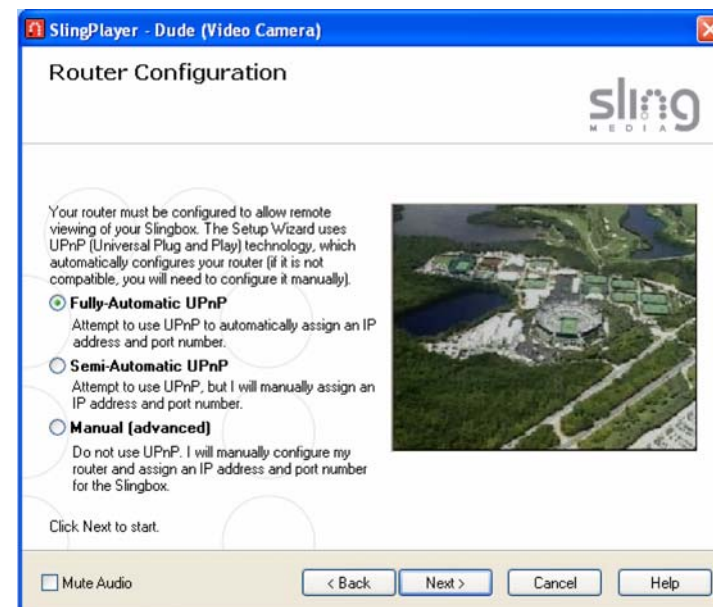 SlingPlayer - Dude (Video Camera)
Router Configuration
sling
MEDIA
Your router must be configured to allow remote
viewing of your Slingbox. The Setup Wizard uses
UPnP (Universal Plug and Play) technology, which
automatically configures your router (if it is not
compatible, you will need to configure it manually).
Fully-Automatic UPnP
Attempt to use UPnP to automatically assign an IP
address and port number.
Semi-Automatic UPnP
Attempt to use UPnP, but I will manually assign an
IP address and port number.
Manual (advanced)
Do not use UPnP. I will manually configure my
router and assign an IP address and port number
for the Slingbox.
Click Next to start.
Mute Audio
< Back
Next >
Cancel
Help